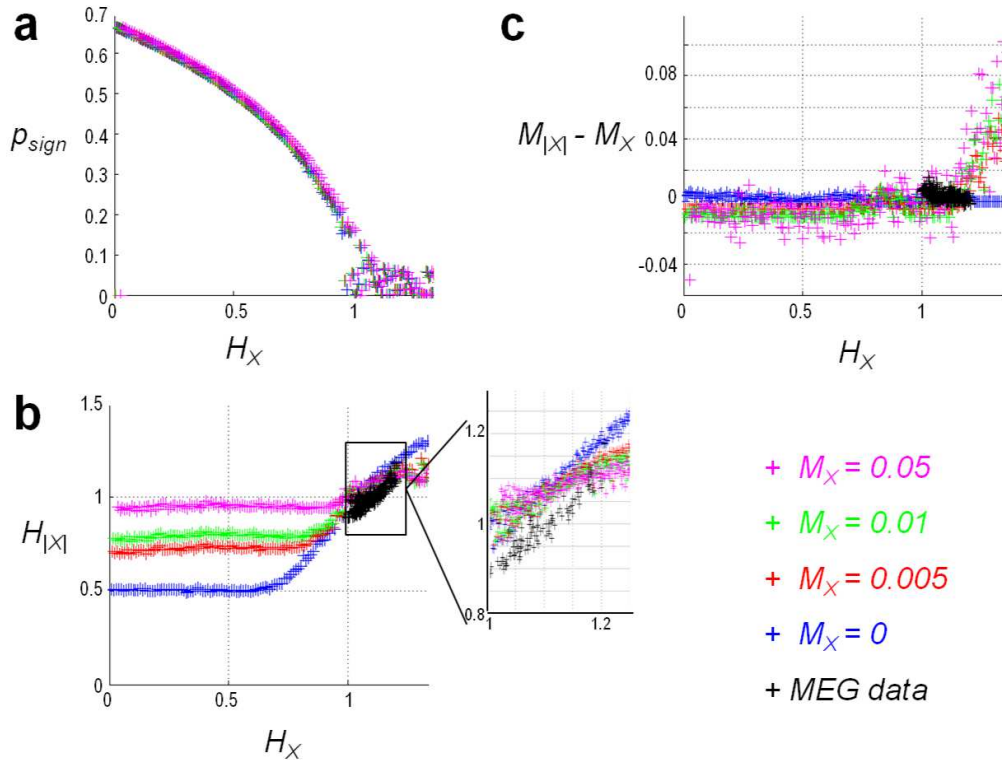 a
0.7
0.6
0.5
p_sign
0.4
0.3
0.2
0.1
0
0 0.5 1
H_X
c
0.08
M_|X| - M_X
0.04
0
-0.04
0 0.5 1
H_X
b
1.5
H_|X|
1
0.5
0
0 0.5 1
H_X
1.2
1
0.8
1 1.2
+ M_X = 0.05
+ M_X = 0.01
+ M_X = 0.005
+ M_X = 0
+ MEG data